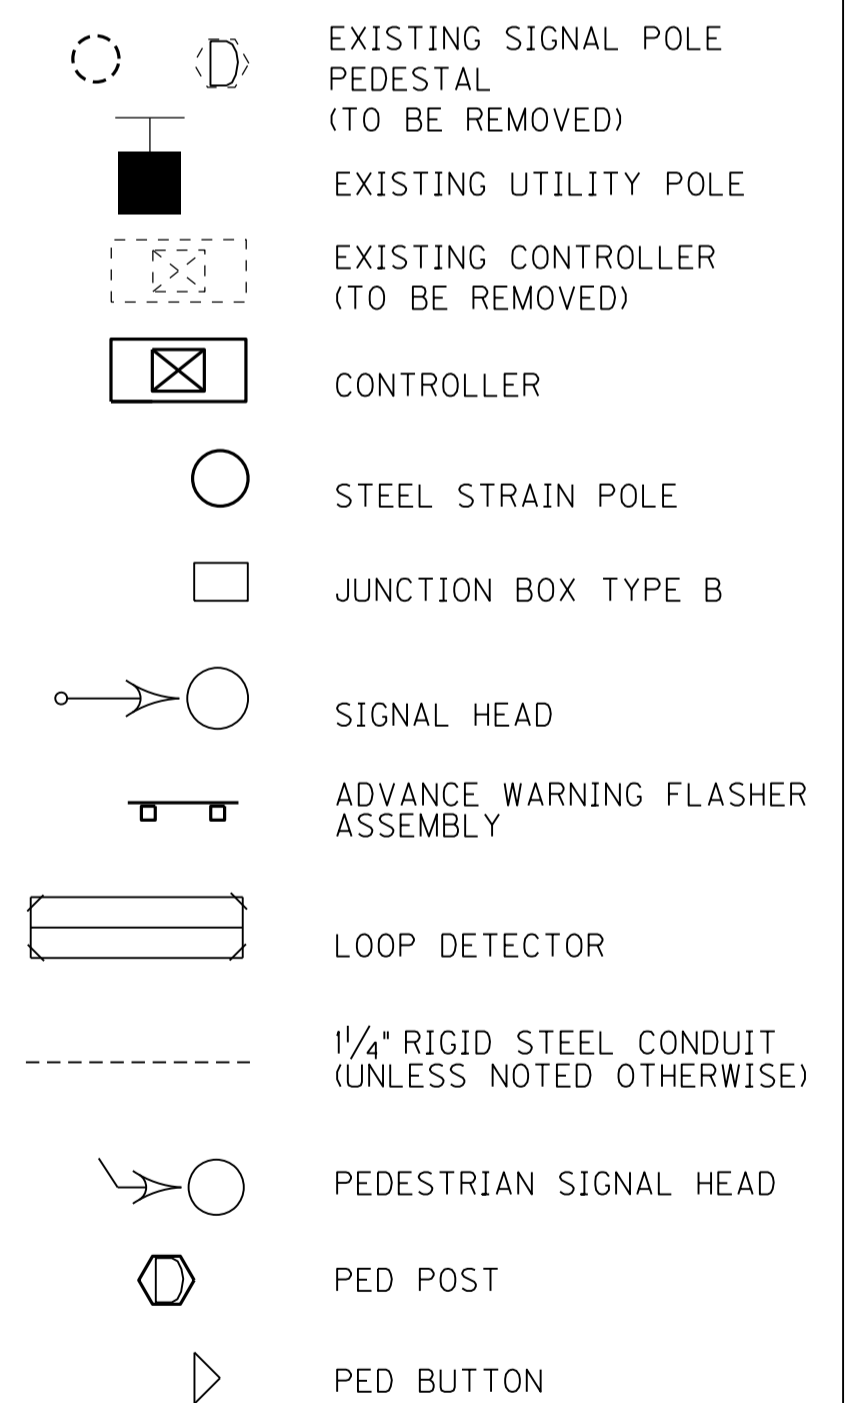 EXISTING SIGNAL POLE
PEDESTAL
(TO BE REMOVED)
EXISTING UTILITY POLE
EXISTING CONTROLLER
(TO BE REMOVED)
CONTROLLER
STEEL STRAIN POLE
JUNCTION BOX TYPE B
SIGNAL HEAD
ADVANCE WARNING FLASHER
ASSEMBLY
LOOP DETECTOR
1 1/4" RIGID STEEL CONDUIT
(UNLESS NOTED OTHERWISE)
PEDESTRIAN SIGNAL HEAD
PED POST
PED BUTTON